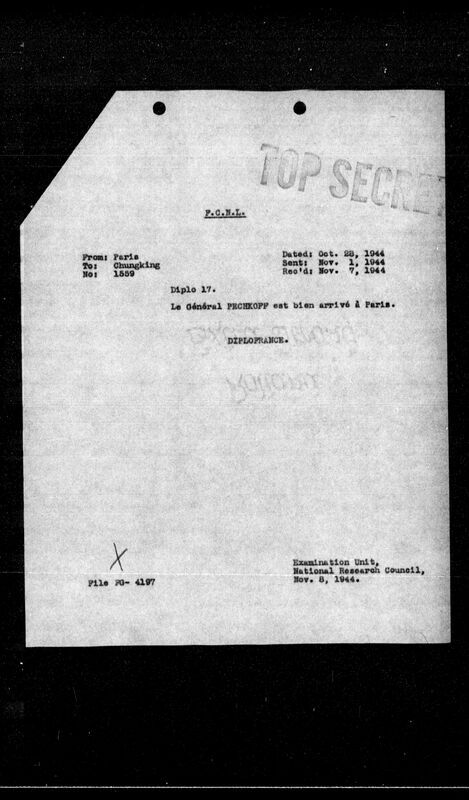 TOP SECRET
F.C.N.L.
From: Paris
To: Chungking
No: 1559
Dated: Oct. 28, 1944
Sent: Nov. 1, 1944
Rec'd: Nov. 7, 1944
Diplo 17.
Le Général PECHKOFF est bien arrivé à Paris.
DIPLOFRANCE.
X
File FG- 4197
Examination Unit,
National Research Council,
Nov. 8, 1944.